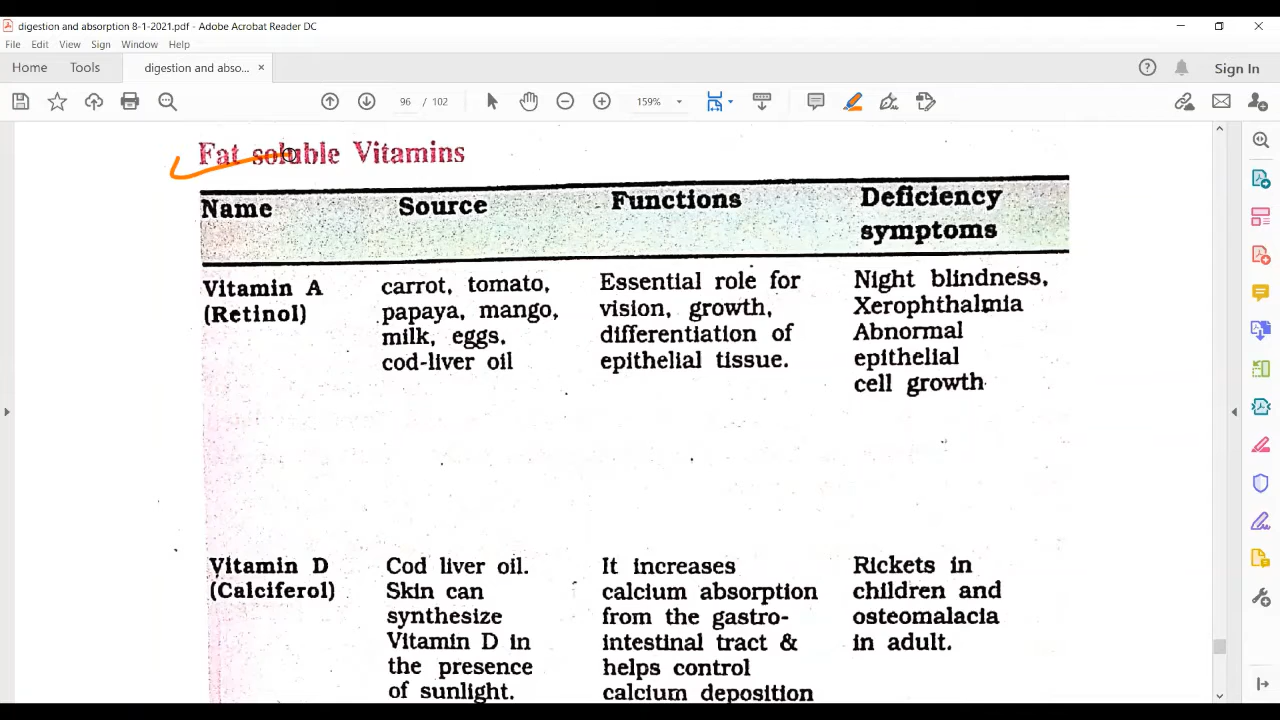 digestion and absorption 8-1-2021.pdf - Adobe Acrobat Reader DC
File Edit View Sign Window Help
Home Tools digestion and abso... × Sign In
96 / 102 159%
Fat soluble Vitamins
Name Source Functions Deficiency symptoms
Vitamin A
(Retinol)
carrot, tomato,
papaya, mango,
milk, eggs,
cod-liver oil
Essential role for
vision, growth,
differentiation of
epithelial tissue.
Night blindness,
Xerophthalmia
Abnormal
epithelial
cell growth
Vitamin D
(Calciferol)
Cod liver oil.
Skin can
synthesize
Vitamin D in
the presence
of sunlight.
It increases
calcium absorption
from the gastro-
intestinal tract &
helps control
calcium deposition
Rickets in
children and
osteomalacia
in adult.